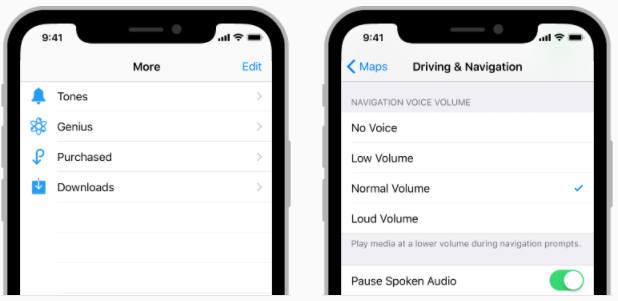 9:41
More
Edit
Tones
Genius
Purchased
Downloads
9:41
Maps
Driving & Navigation
NAVIGATION VOICE VOLUME
No Voice
Low Volume
Normal Volume
Loud Volume
Play media at a lower volume during navigation prompts.
Pause Spoken Audio